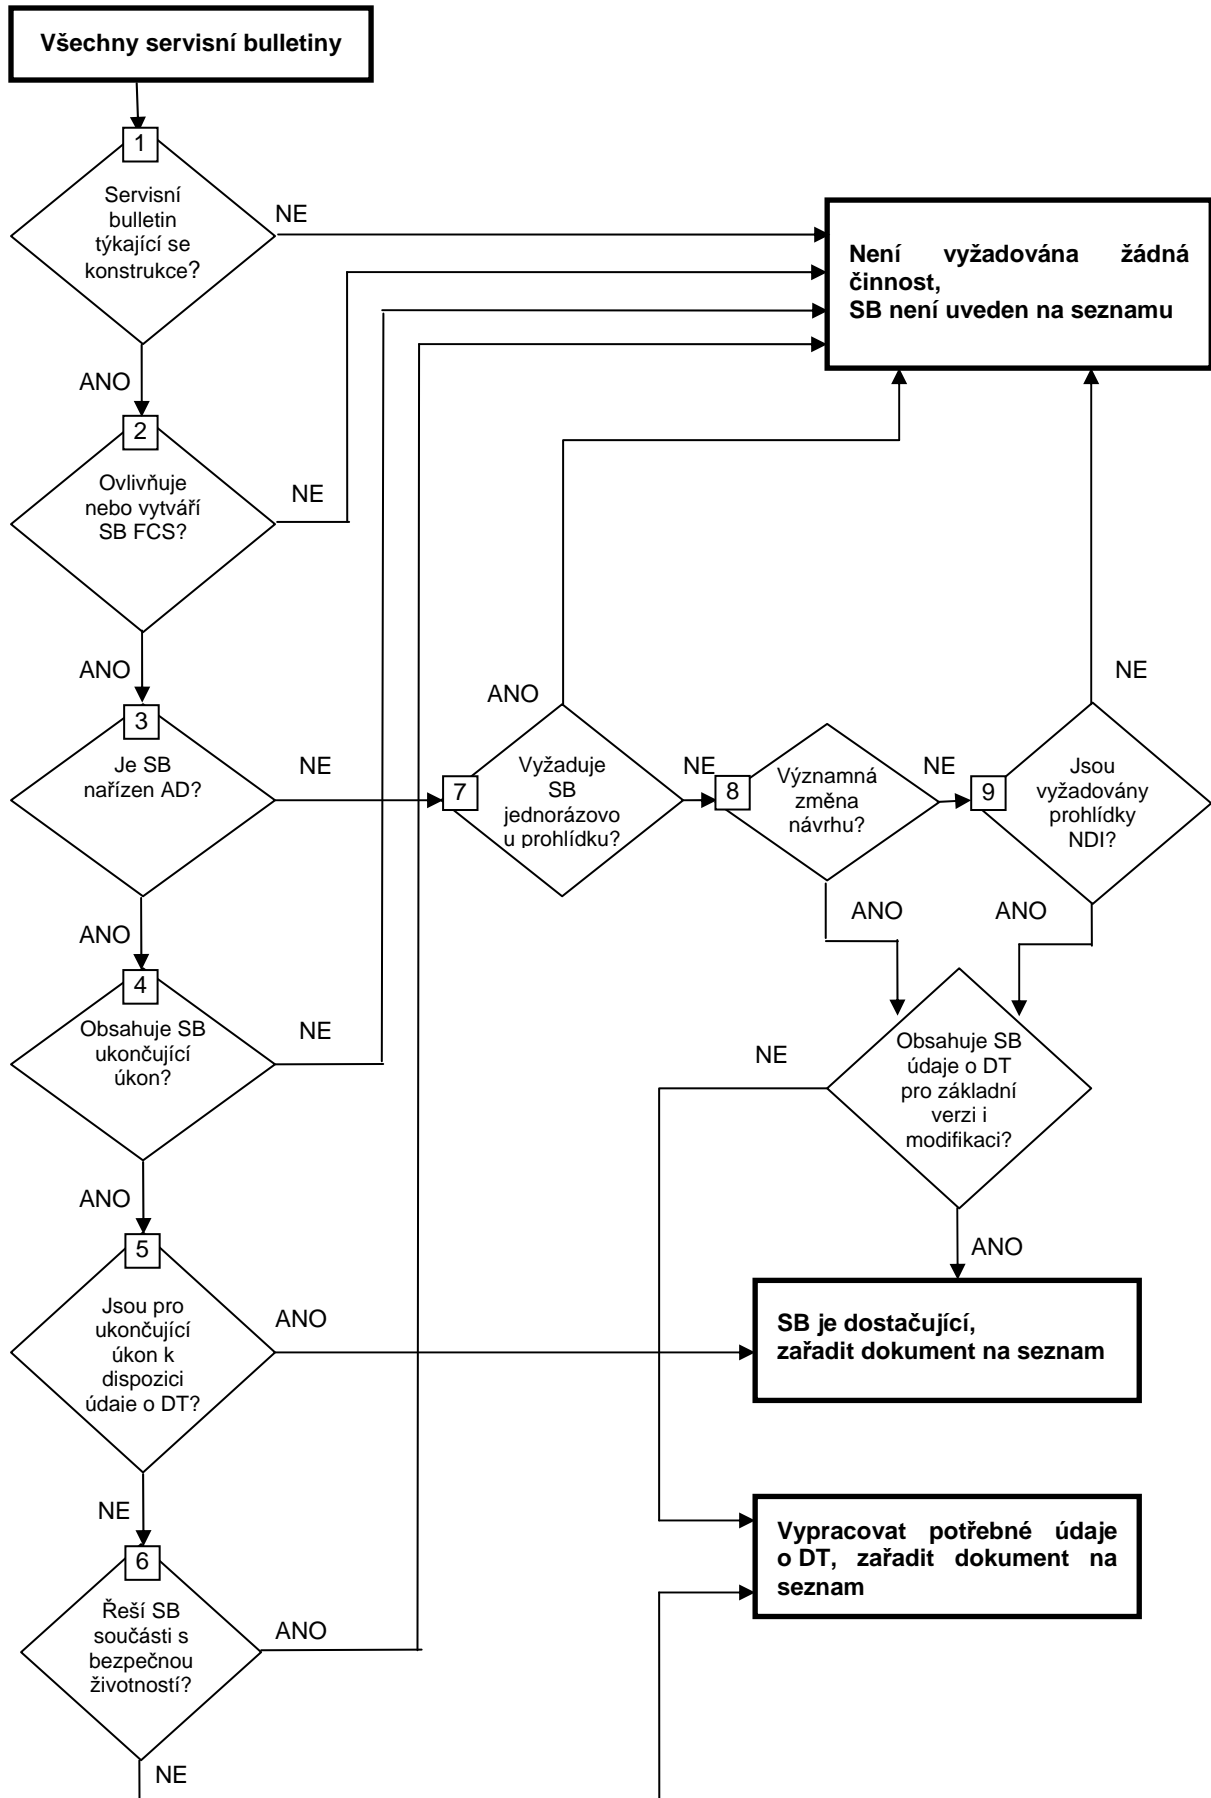 Všechny servisní bulletiny
1
Servisní
bulletin
týkající se
konstrukce?
NE
Není vyžadována žádná
činnost,
SB není uveden na seznamu
ANO
2
Ovlivňuje
nebo vytváří
SB FCS?
NE
ANO
3
Je SB
nařízen AD?
NE
ANO
7
Vyžaduje
SB
jednorázovo
u prohlídku?
NE
8
Významná
změna
návrhu?
NE
NE
9
Jsou
vyžadovány
prohlídky
NDI?
ANO
ANO
ANO
4
Obsahuje SB
ukončující
úkon?
NE
NE
Obsahuje SB
údaje o DT
pro základní
verzi i
modifikaci?
ANO
ANO
5
Jsou pro
ukončující
úkon k
dispozici
údaje o DT?
ANO
SB je dostačující,
zařadit dokument na seznam
NE
6
Řeší SB
součásti s
bezpečnou
životností?
ANO
Vypracovat potřebné údaje
o DT, zařadit dokument na
seznam
NE